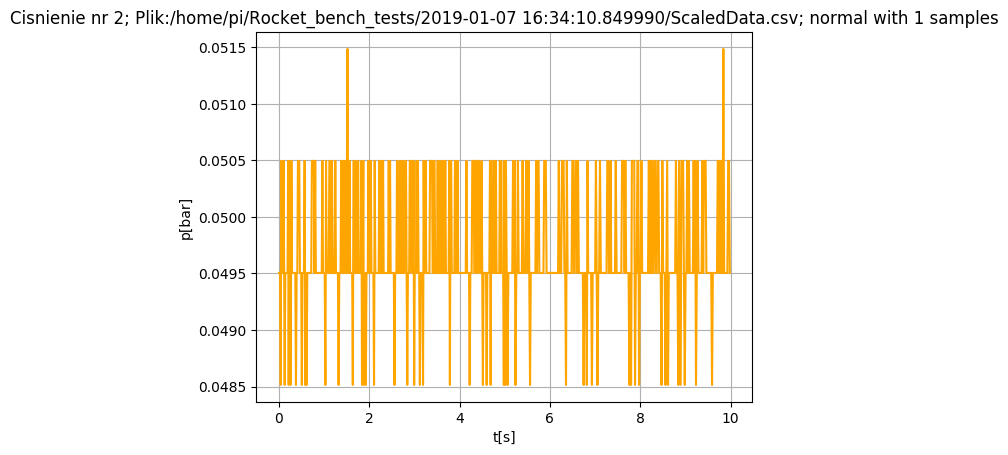 Cisnienie nr 2; Plik:/home/pi/Rocket_bench_tests/2019-01-07 16:34:10.849990/ScaledData.csv; normal with 1 samples
0.0515
0.0510
0.0505
0.0500
0.0495
0.0490
0.0485
p[bar]
0 2 4 6 8 10
t[s]